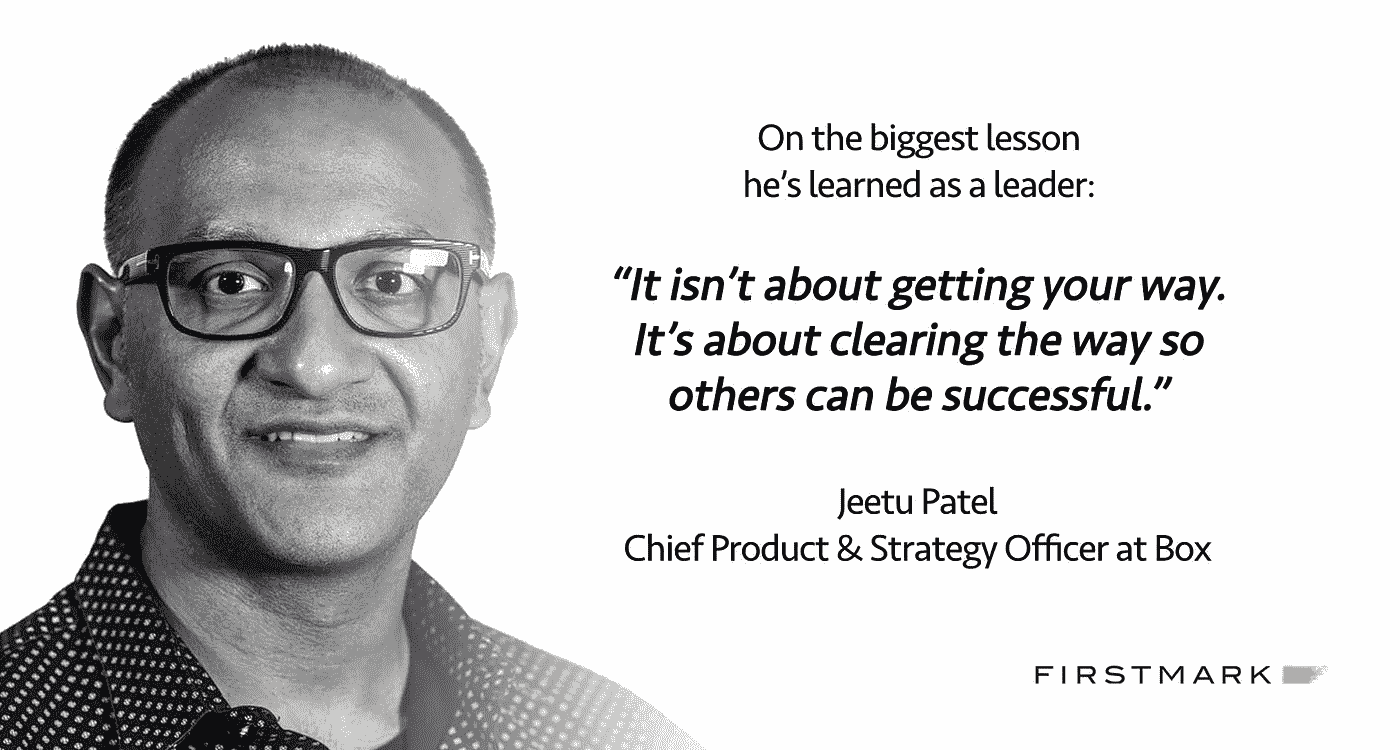 On the biggest lesson
he's learned as a leader:
“It isn’t about getting your way.
It’s about clearing the way so
others can be successful.”
Jeetu Patel
Chief Product & Strategy Officer at Box
FIRSTMARK